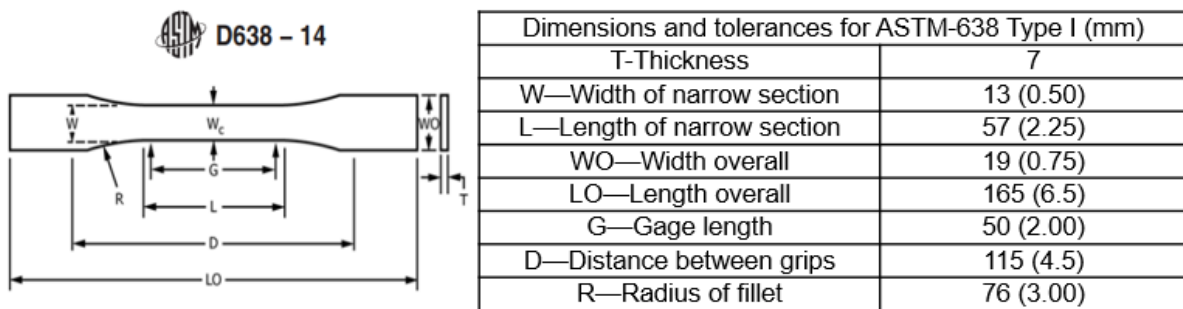 ASTM D638 – 14
W
Wc
WO
G
R
T
L
D
LO
Dimensions and tolerances for ASTM-638 Type I (mm)
T-Thickness 7
W—Width of narrow section 13 (0.50)
L—Length of narrow section 57 (2.25)
WO—Width overall 19 (0.75)
LO—Length overall 165 (6.5)
G—Gage length 50 (2.00)
D—Distance between grips 115 (4.5)
R—Radius of fillet 76 (3.00)